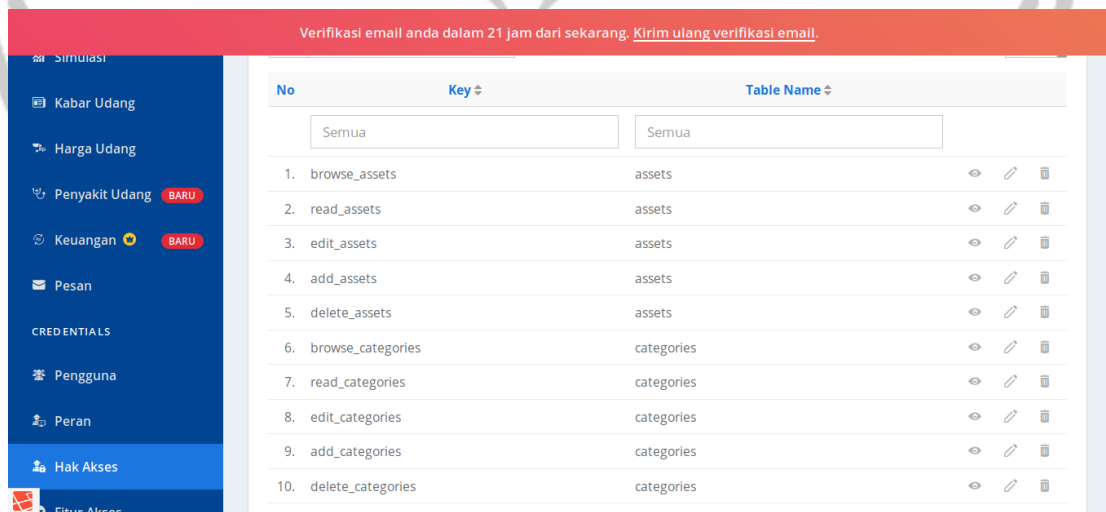 Verifikasi email anda dalam 21 jam dari sekarang. Kirim ulang verifikasi email.
Simulasi
Kabar Udang
Harga Udang
Penyakit Udang BARU
Keuangan BARU
Pesan
CREDENTIALS
Pengguna
Peran
Hak Akses
Fitur Akses
No Key Table Name
Semua Semua
1. browse_assets assets
2. read_assets assets
3. edit_assets assets
4. add_assets assets
5. delete_assets assets
6. browse_categories categories
7. read_categories categories
8. edit_categories categories
9. add_categories categories
10. delete_categories categories